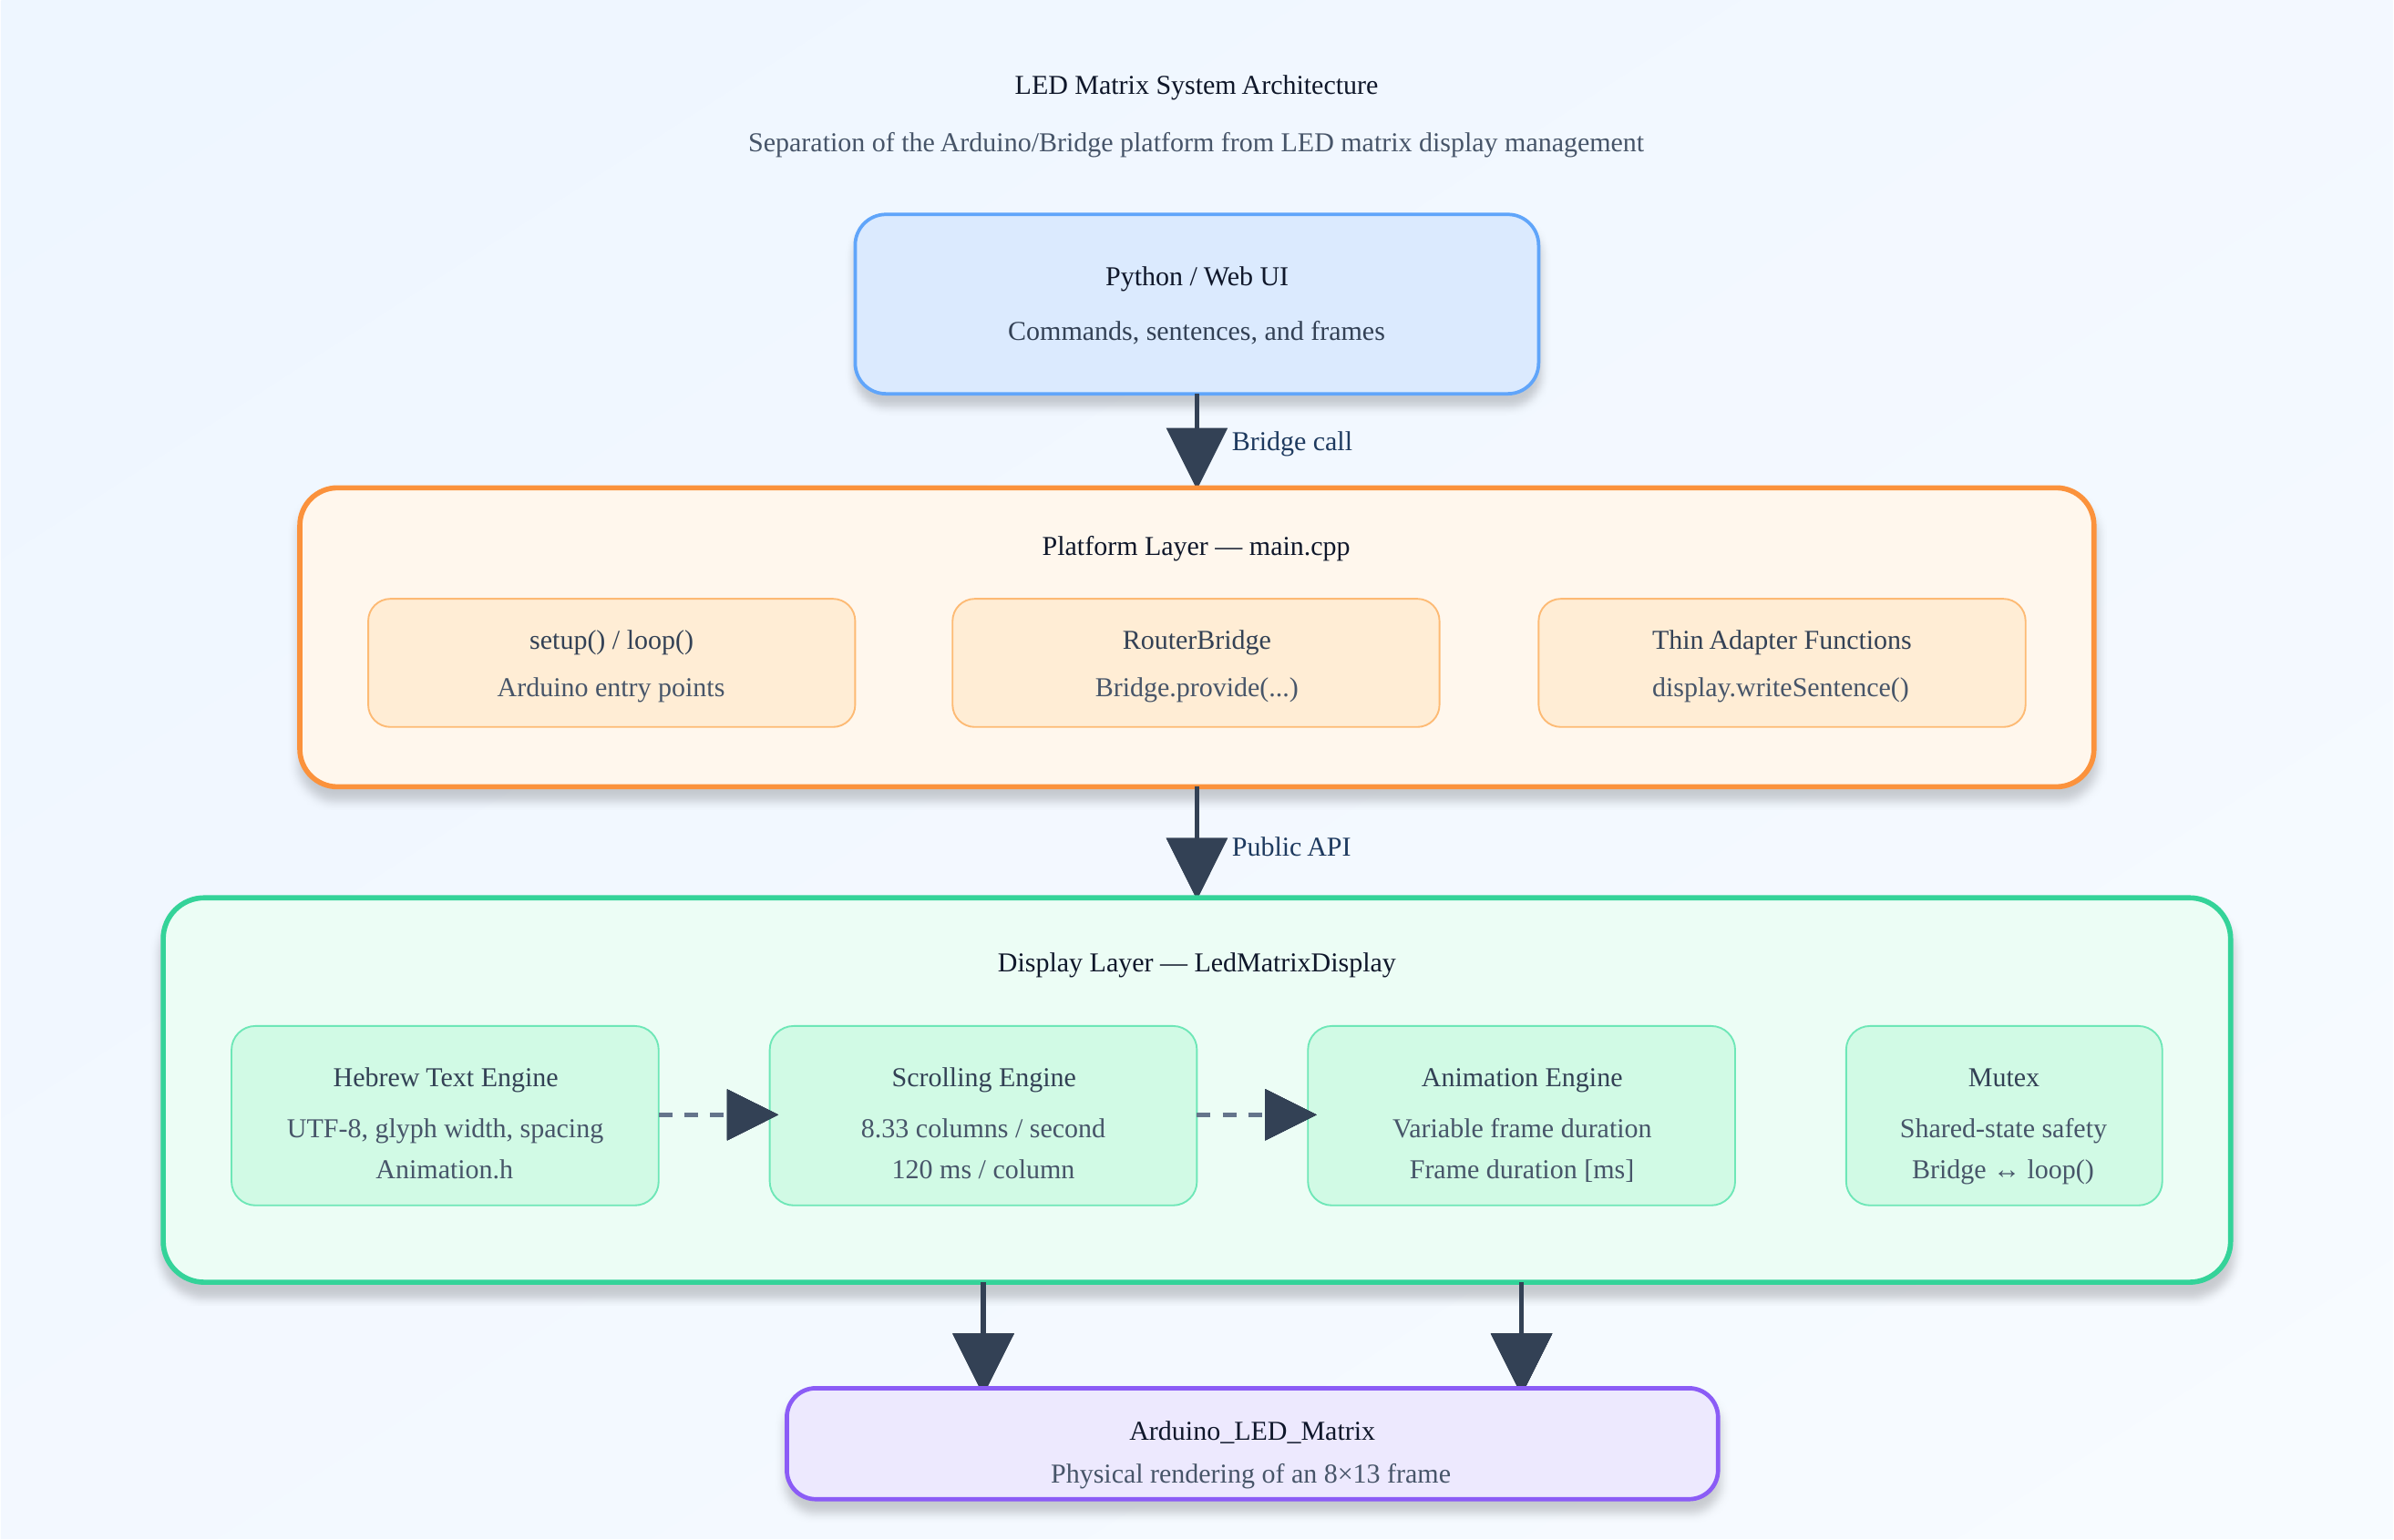 LED Matrix System Architecture
Separation of the Arduino/Bridge platform from LED matrix display management
Python / Web UI
Commands, sentences, and frames
Bridge call
Platform Layer — main.cpp
setup() / loop()
Arduino entry points
RouterBridge
Bridge.provide(...)
Thin Adapter Functions
display.writeSentence()
Public API
Display Layer — LedMatrixDisplay
Hebrew Text Engine
UTF-8, glyph width, spacing
Animation.h
Scrolling Engine
8.33 columns / second
120 ms / column
Animation Engine
Variable frame duration
Frame duration [ms]
Mutex
Shared-state safety
Bridge ↔ loop()
Arduino_LED_Matrix
Physical rendering of an 8×13 frame